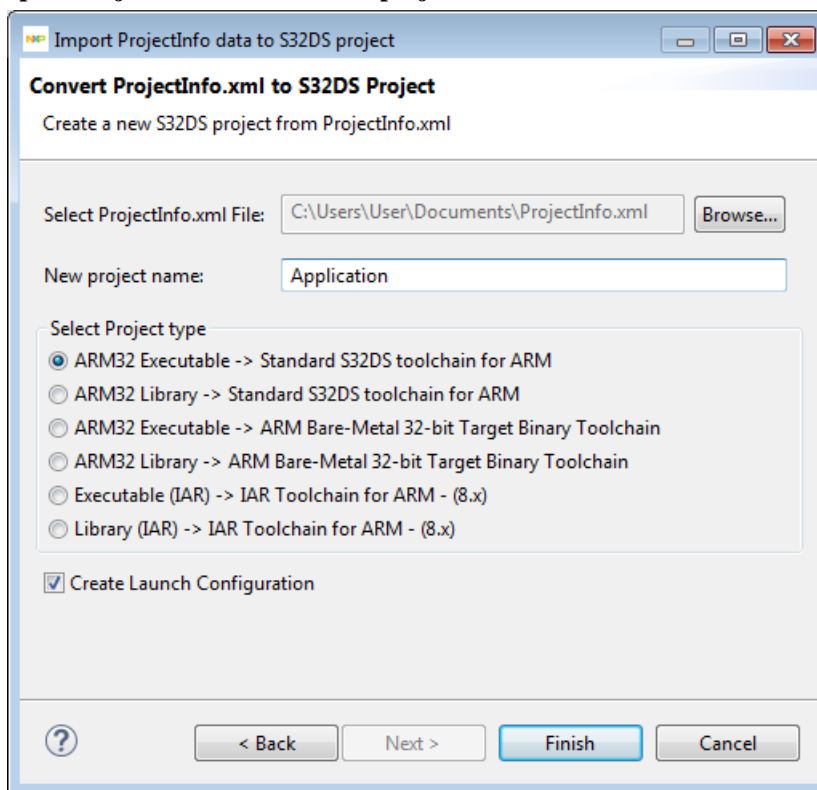 NXP Import ProjectInfo data to S32DS project
Convert ProjectInfo.xml to S32DS Project
Create a new S32DS project from ProjectInfo.xml
Select ProjectInfo.xml File: C:\Users\User\Documents\ProjectInfo.xml Browse...
New project name: Application
Select Project type
ARM32 Executable -> Standard S32DS toolchain for ARM
ARM32 Library -> Standard S32DS toolchain for ARM
ARM32 Executable -> ARM Bare-Metal 32-bit Target Binary Toolchain
ARM32 Library -> ARM Bare-Metal 32-bit Target Binary Toolchain
Executable (IAR) -> IAR Toolchain for ARM - (8.x)
Library (IAR) -> IAR Toolchain for ARM - (8.x)
Create Launch Configuration
? < Back Next > Finish Cancel